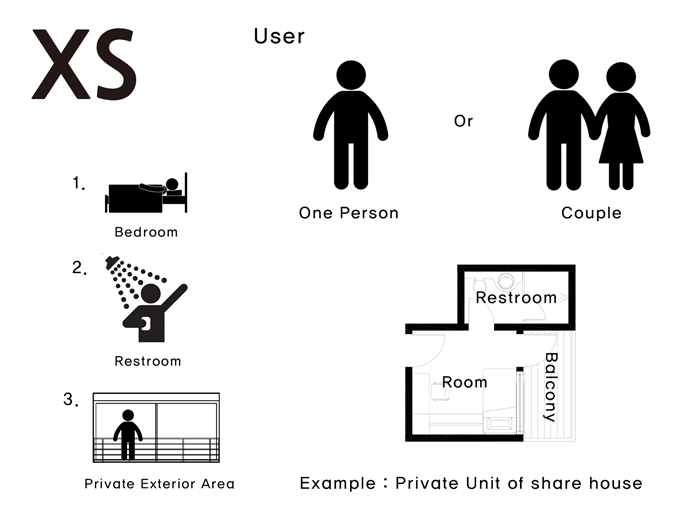 XS
User
One Person
Or
Couple
1.
Bedroom
2.
Restroom
3.
Private Exterior Area
Restroom
Room
Balcony
Example : Private Unit of share house